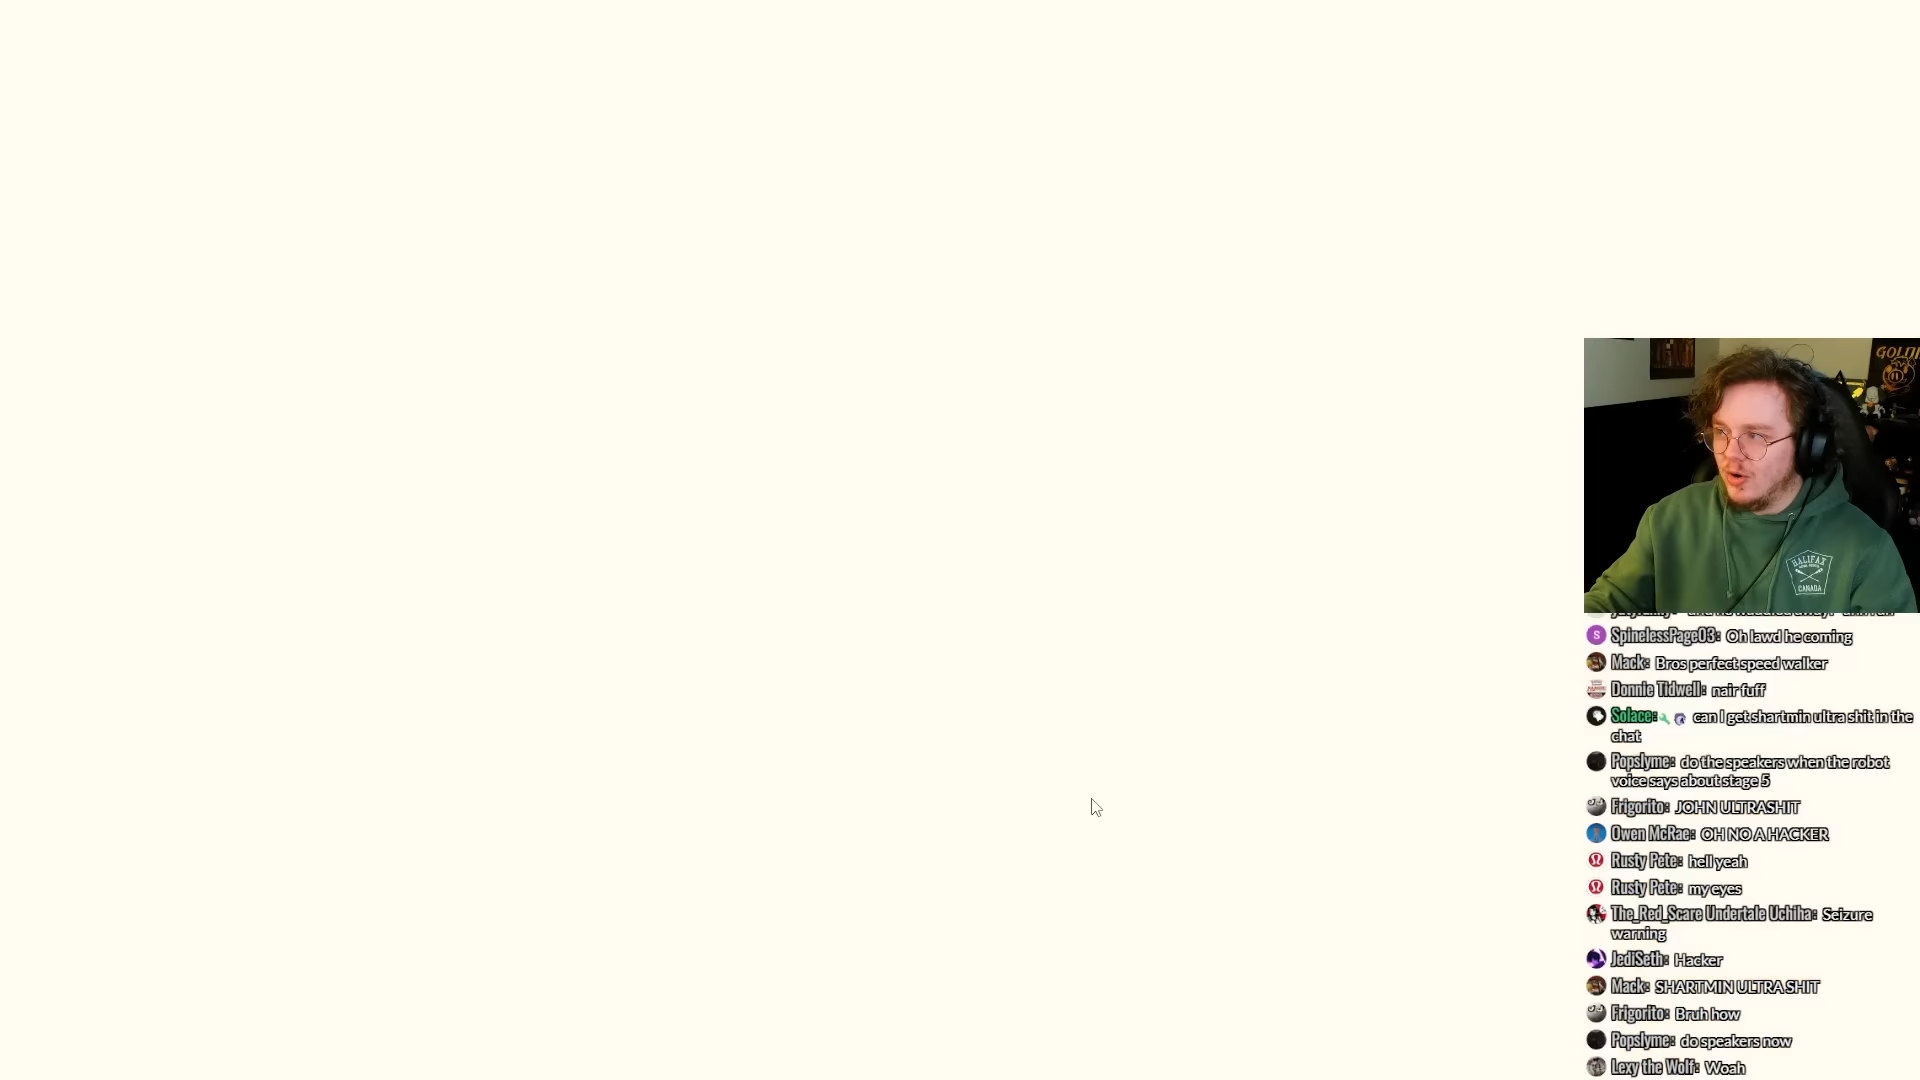 GOLDI
HALIFAX
CANADA
SpinelessPage03: Oh lawd he coming
Mack: Bros perfect speed walker
Donnie Tidwell: nair fuff
Solace: can I get shartmin ultra shit in the
chat
Popslyme: do the speakers when the robot
voice says about stage 5
Frigorito: JOHN ULTRASHIT
Owen McRae: OH NO A HACKER
Rusty Pete: hell yeah
Rusty Pete: my eyes
The_Red_Scare Undertale Uchiha: Seizure
warning
JediSeth: Hacker
Mack: SHARTMIN ULTRA SHIT
Frigorito: Bruh how
Popslyme: do speakers now
Lexy the Wolf: Woah